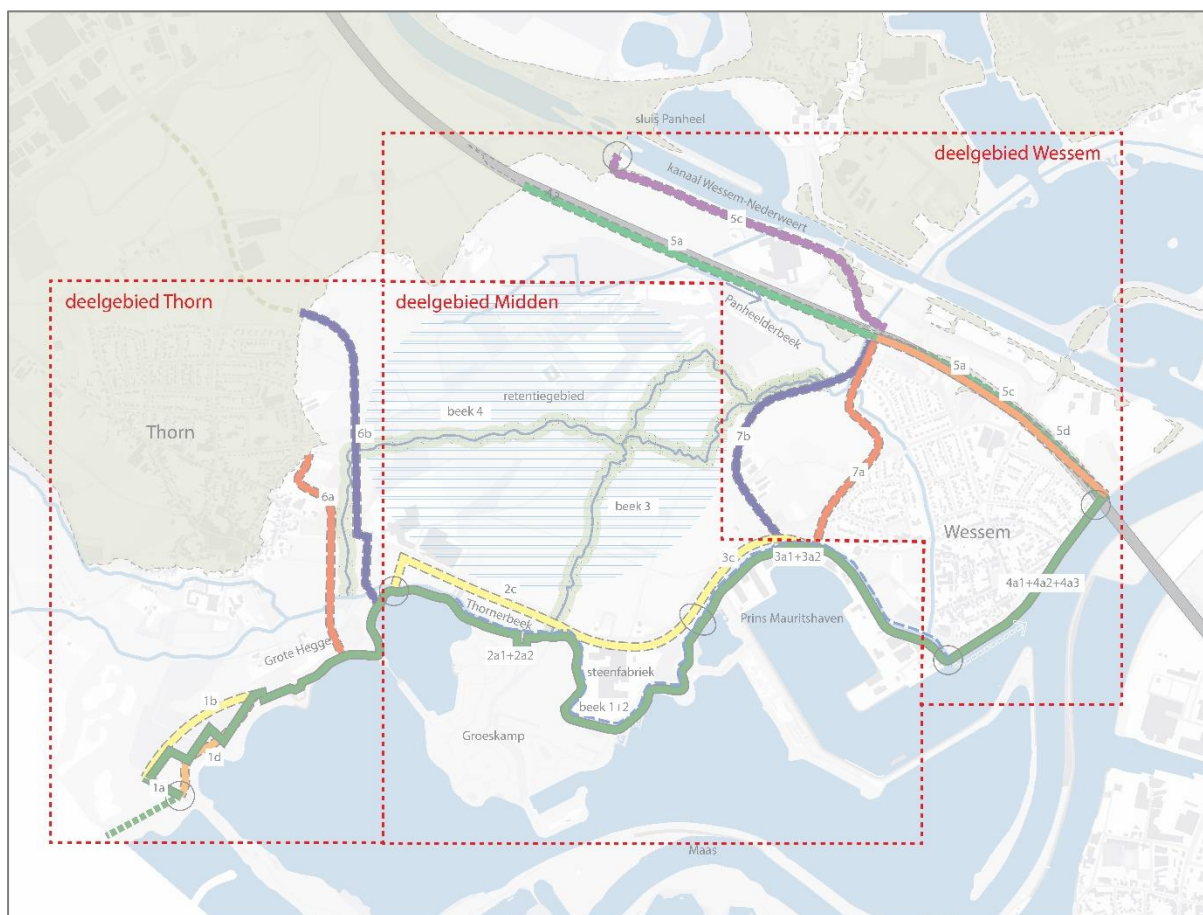 sluis Panheel
deelgebied Wessem
kanaal Wessem-Nederweert
5c
5a
deelgebied Thorn
deelgebied Midden
Panheelderbeek
5a
retentiegebied
5c
beek 4
Thorn
6b
7b
5d
7a
6a
beek 3
Wessem
3c
3a1+3a2
4a1+4a2+4a3
2c
Thornerbeek
Prins Mauritshaven
Grote Hegge
2a1+2a2
steenfabriek
1b
beek 1+2
Groeskamp
1d
1a
Maas